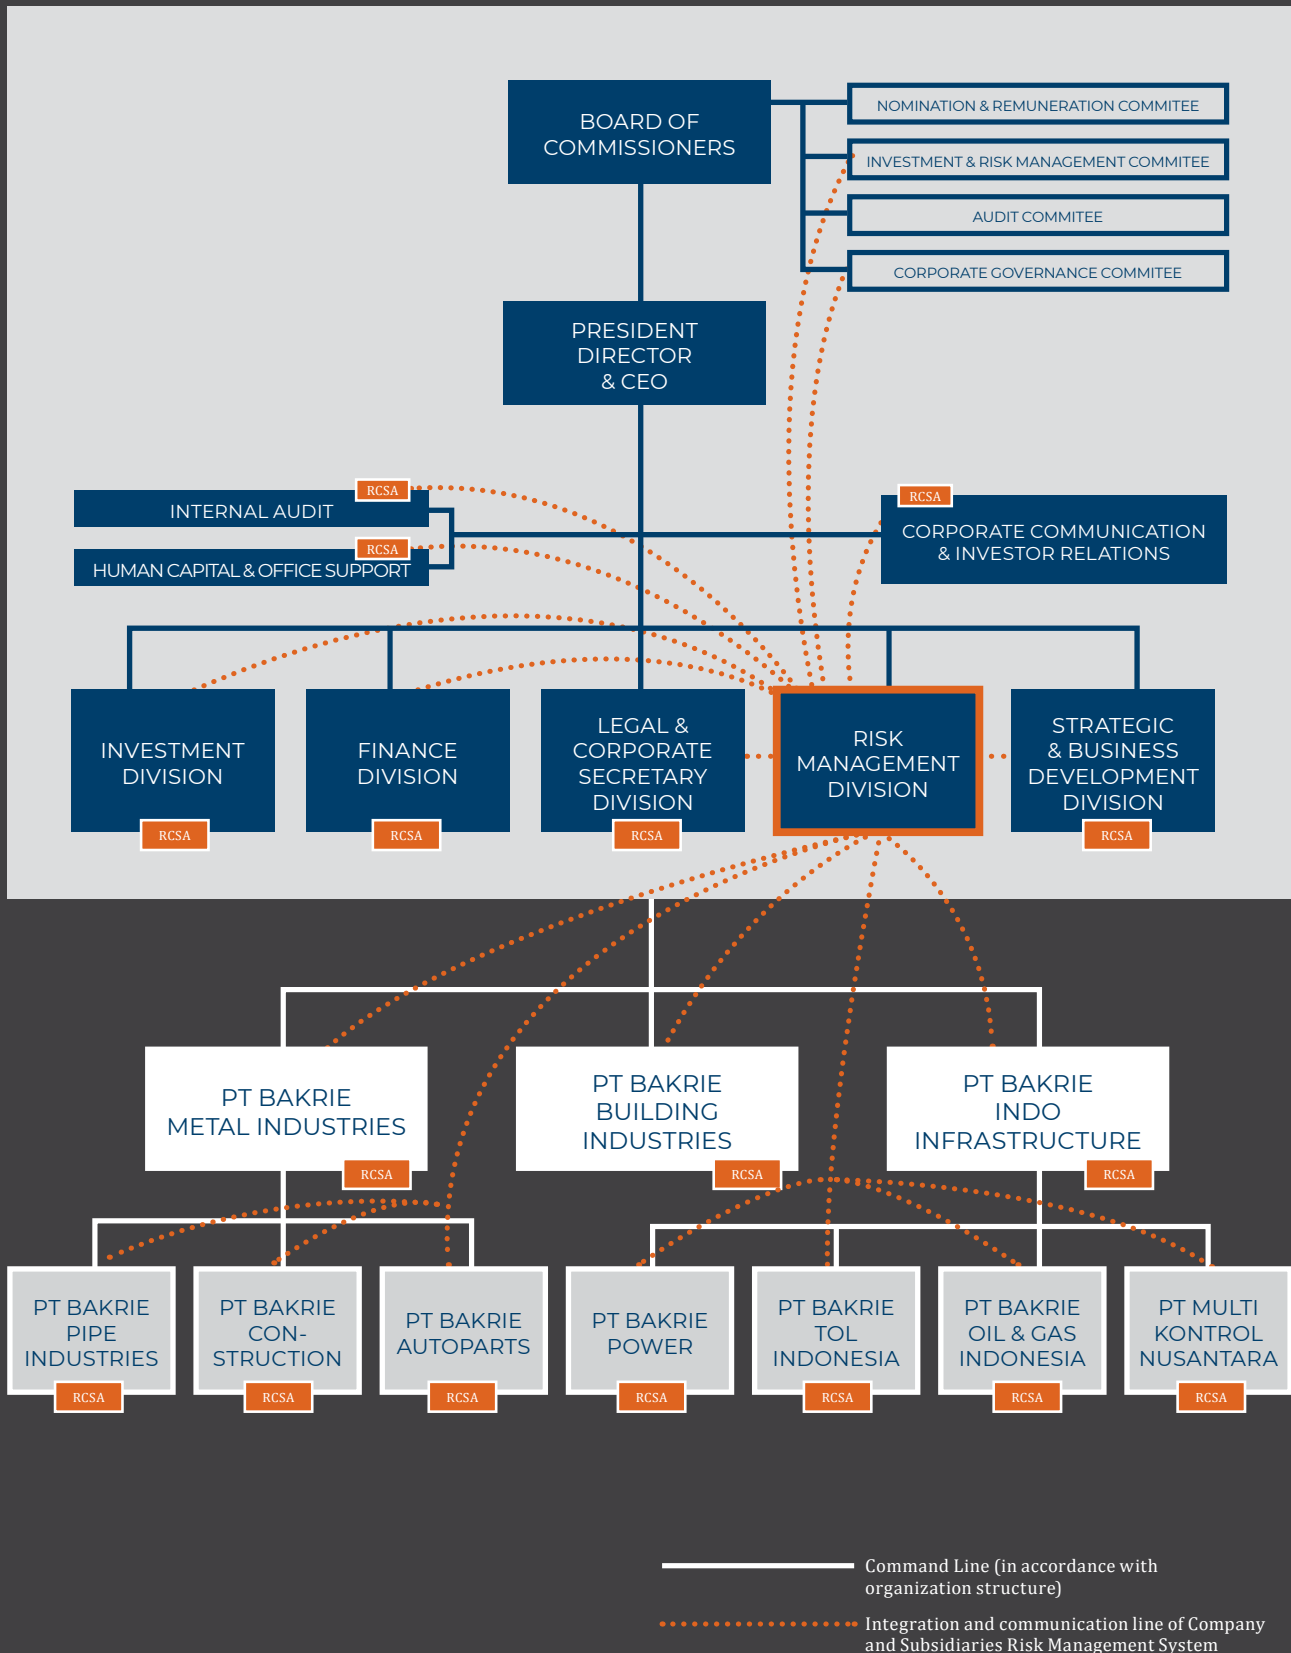 BOARD OF
COMMISSIONERS
NOMINATION & REMUNERATION COMMITEE
INVESTMENT & RISK MANAGEMENT COMMITEE
AUDIT COMMITEE
CORPORATE GOVERNANCE COMMITEE
PRESIDENT
DIRECTOR
& CEO
RCSA
INTERNAL AUDIT
RCSA
HUMAN CAPITAL & OFFICE SUPPORT
RCSA
CORPORATE COMMUNICATION
& INVESTOR RELATIONS
INVESTMENT
DIVISION
RCSA
FINANCE
DIVISION
RCSA
LEGAL &
CORPORATE
SECRETARY
DIVISION
RCSA
RISK
MANAGEMENT
DIVISION
STRATEGIC
& BUSINESS
DEVELOPMENT
DIVISION
RCSA
PT BAKRIE
METAL INDUSTRIES
RCSA
PT BAKRIE
BUILDING
INDUSTRIES
RCSA
PT BAKRIE
INDO
INFRASTRUCTURE
RCSA
PT BAKRIE
PIPE
INDUSTRIES
RCSA
PT BAKRIE
CON-
STRUCTION
RCSA
PT BAKRIE
AUTOPARTS
RCSA
PT BAKRIE
POWER
RCSA
PT BAKRIE
TOL
INDONESIA
RCSA
PT BAKRIE
OIL & GAS
INDONESIA
RCSA
PT MULTI
KONTROL
NUSANTARA
RCSA
Command Line (in accordance with
organization structure)
Integration and communication line of Company
and Subsidiaries Risk Management System